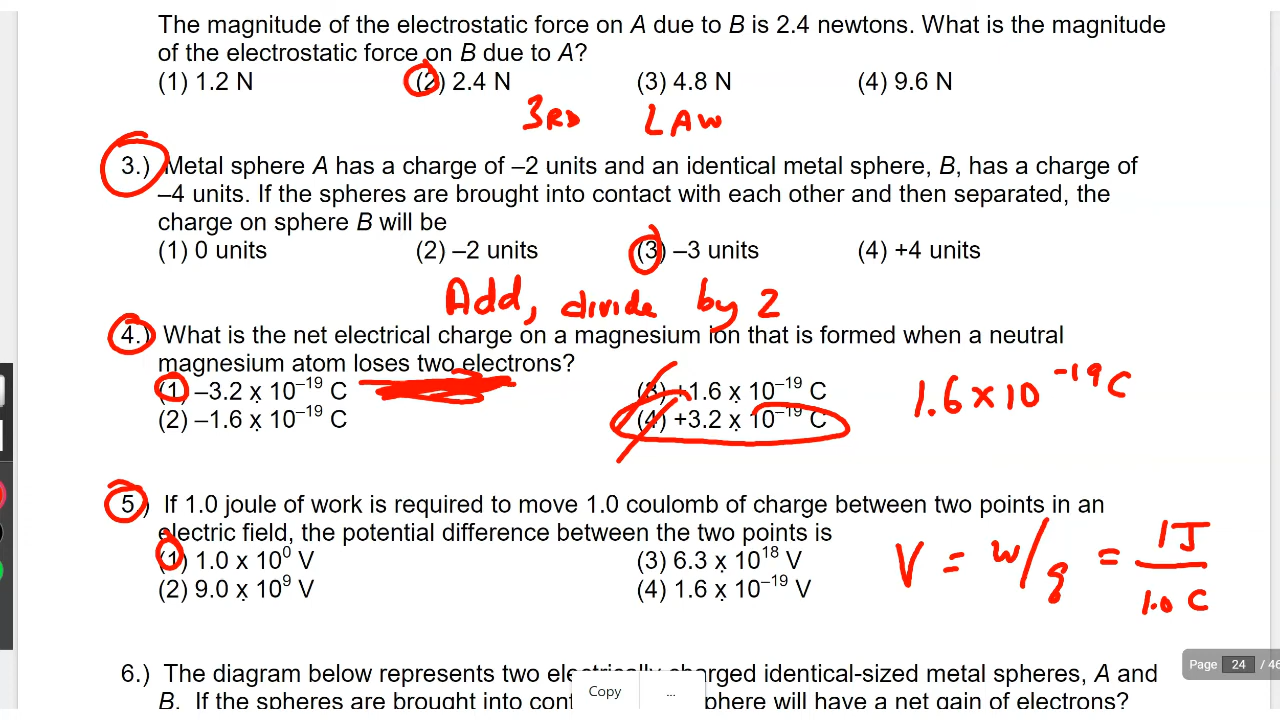 The magnitude of the electrostatic force on A due to B is 2.4 newtons. What is the magnitude
of the electrostatic force on B due to A?
(1) 1.2 N (2) 2.4 N (3) 4.8 N (4) 9.6 N
3RD LAW
3.) Metal sphere A has a charge of –2 units and an identical metal sphere, B, has a charge of
–4 units. If the spheres are brought into contact with each other and then separated, the
charge on sphere B will be
(1) 0 units (2) –2 units (3) –3 units (4) +4 units
Add, divide by 2
4.) What is the net electrical charge on a magnesium ion that is formed when a neutral
magnesium atom loses two electrons?
(1) –3.2 x 10⁻¹⁹ C (3) +1.6 x 10⁻¹⁹ C
(2) –1.6 x 10⁻¹⁹ C (4) +3.2 x 10⁻¹⁹ C
1.6 x 10⁻¹⁹ C
5.) If 1.0 joule of work is required to move 1.0 coulomb of charge between two points in an
electric field, the potential difference between the two points is
(1) 1.0 x 10⁰ V (3) 6.3 x 10¹⁸ V
(2) 9.0 x 10⁹ V (4) 1.6 x 10⁻¹⁹ V
V = w/q = 1J / 1.0 C
6.) The diagram below represents two electrically charged identical-sized metal spheres, A and
B. If the spheres are brought into cont phere will have a net gain of electrons?
Copy ...
Page 24 / 46